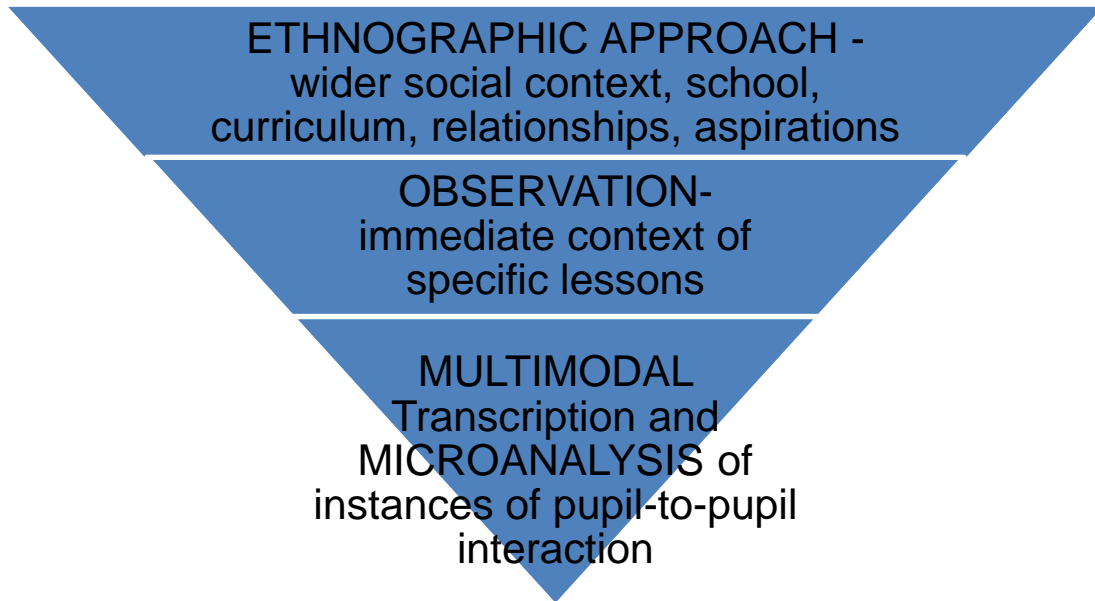 ETHNOGRAPHIC APPROACH -
wider social context, school,
curriculum, relationships, aspirations
OBSERVATION-
immediate context of
specific lessons
MULTIMODAL
Transcription and
MICROANALYSIS of
instances of pupil-to-pupil
interaction